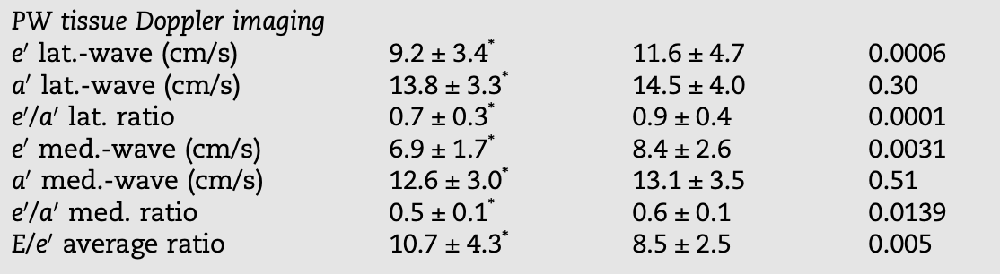 PW tissue Doppler imaging
e′ lat.-wave (cm/s) 9.2 ± 3.4* 11.6 ± 4.7 0.0006
a′ lat.-wave (cm/s) 13.8 ± 3.3* 14.5 ± 4.0 0.30
e′/a′ lat. ratio 0.7 ± 0.3* 0.9 ± 0.4 0.0001
e′ med.-wave (cm/s) 6.9 ± 1.7* 8.4 ± 2.6 0.0031
a′ med.-wave (cm/s) 12.6 ± 3.0* 13.1 ± 3.5 0.51
e′/a′ med. ratio 0.5 ± 0.1* 0.6 ± 0.1 0.0139
E/e′ average ratio 10.7 ± 4.3* 8.5 ± 2.5 0.005